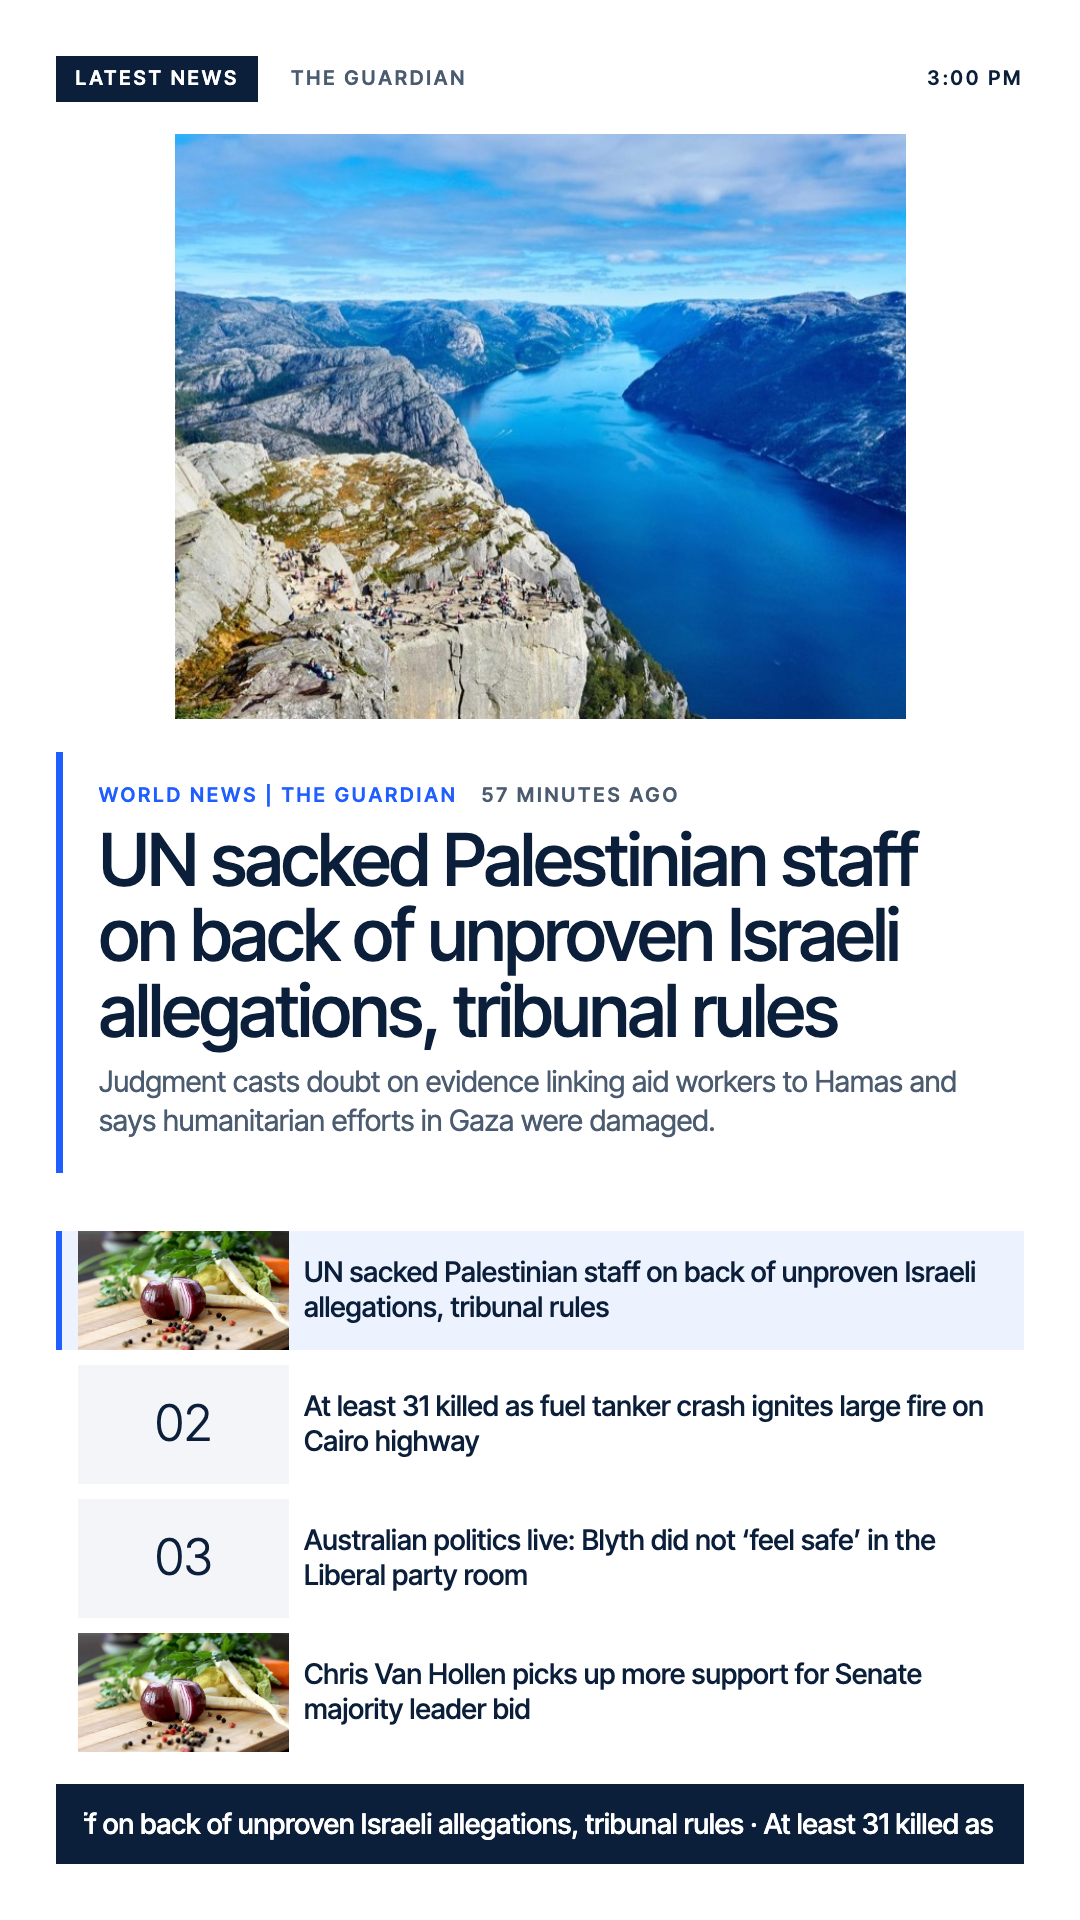 LATEST NEWS
THE GUARDIAN
3:00 PM
WORLD NEWS | THE GUARDIAN 57 MINUTES AGO
UN sacked Palestinian staff
on back of unproven Israeli
allegations, tribunal rules
Judgment casts doubt on evidence linking aid workers to Hamas and
says humanitarian efforts in Gaza were damaged.
UN sacked Palestinian staff on back of unproven Israeli
allegations, tribunal rules
02
At least 31 killed as fuel tanker crash ignites large fire on
Cairo highway
03
Australian politics live: Blyth did not ‘feel safe’ in the
Liberal party room
Chris Van Hollen picks up more support for Senate
majority leader bid
on back of unproven Israeli allegations, tribunal rules · At least 31 killed as